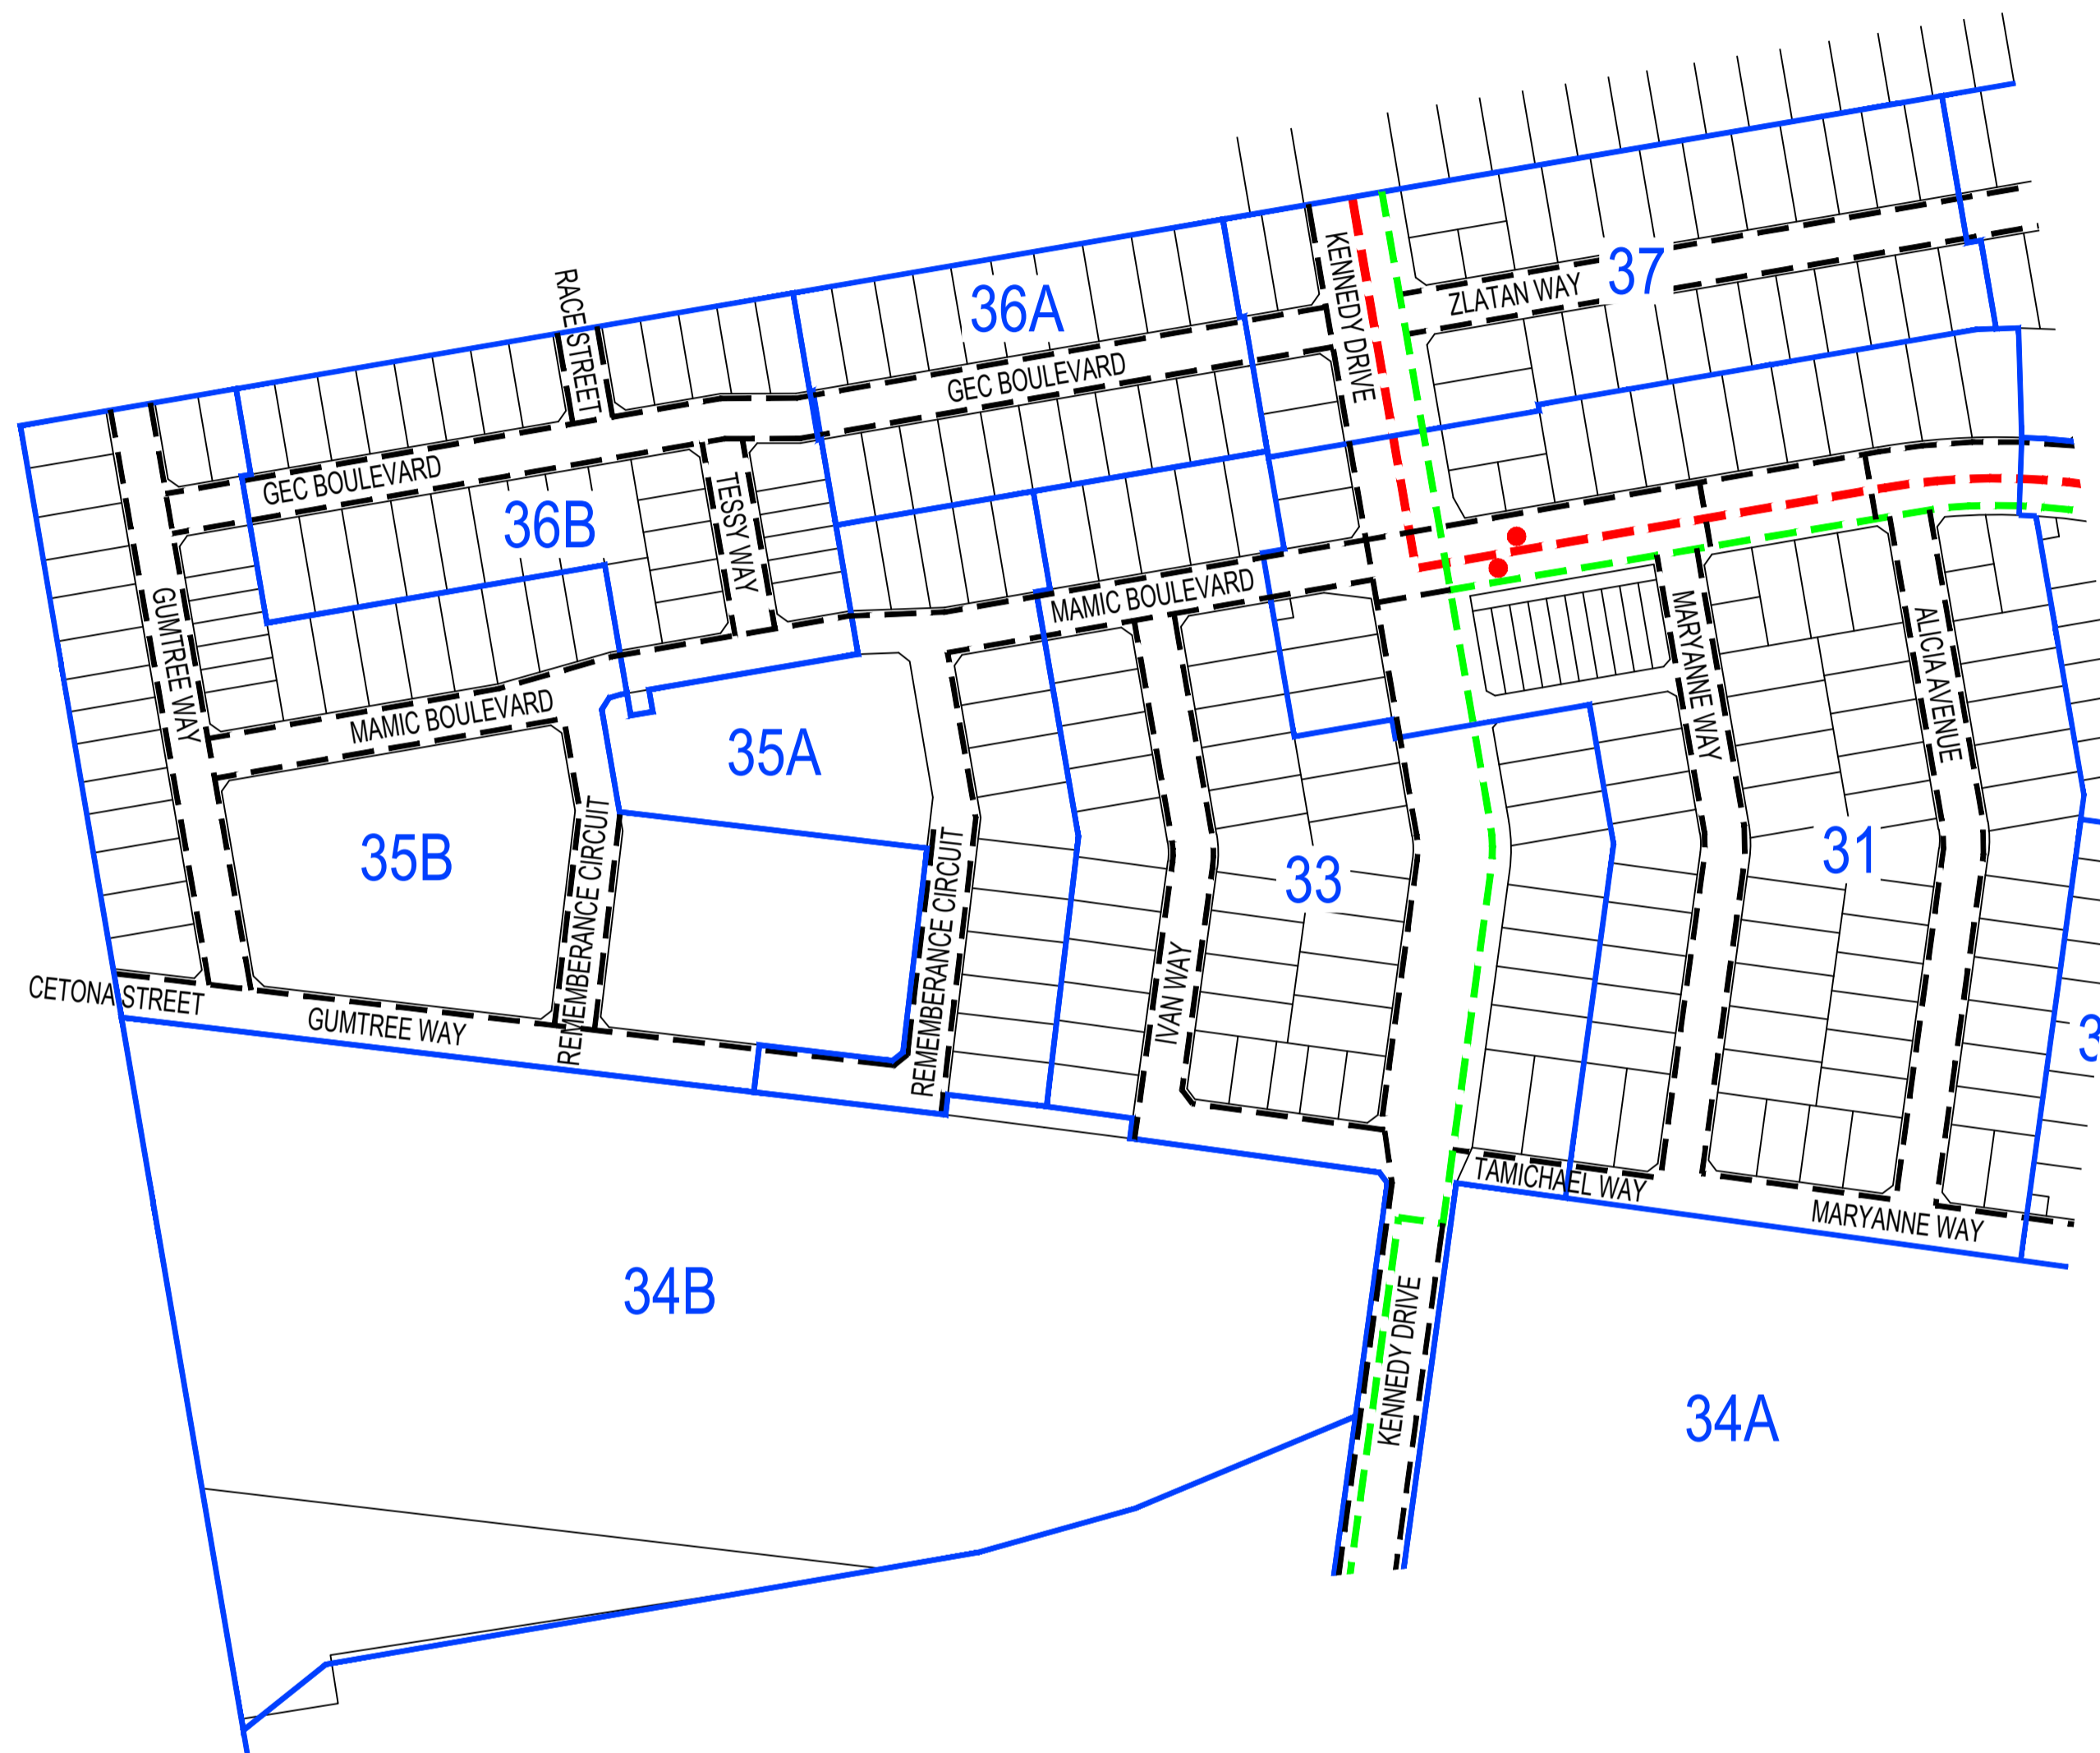 KENNEDY DRIVE
37
ZLATAN WAY
RACE STREET
36A
GEC BOULEVARD
GEC BOULEVARD
36B
TESSY WAY
MAMIC BOULEVARD
GUMTREE WAY
MARYANNE WAY
ALICIA AVENUE
MAMIC BOULEVARD
35A
35B
33
31
REMEMBERANCE CIRCUIT
REMEMBERANCE CIRCUIT
IVAN WAY
CETONA STREET
GUMTREE WAY
TAMICHAEL WAY
MARYANNE WAY
34B
KENNEDY DRIVE
34A